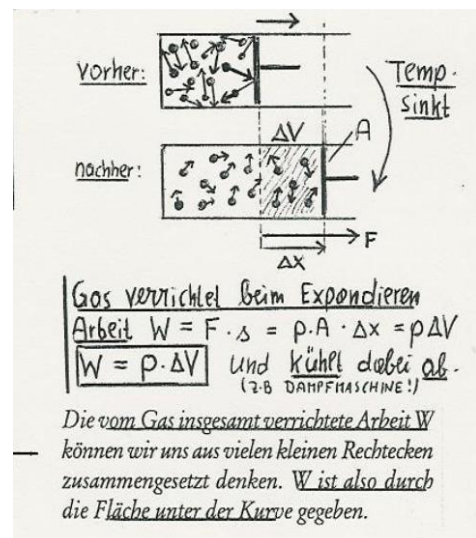 vorher:
Temp.
sinkt
ΔV
A
nachher:
F
Δx
Gas verrichtet beim Expandieren
Arbeit W = F · s = p · A · Δx = p ΔV
W = p · ΔV und kühlt dabei ab.
(z.B DAMPFMASCHINE!)
Die vom Gas insgesamt verrichtete Arbeit W
können wir uns aus vielen kleinen Rechtecken
zusammengesetzt denken. W ist also durch
die Fläche unter der Kurve gegeben.